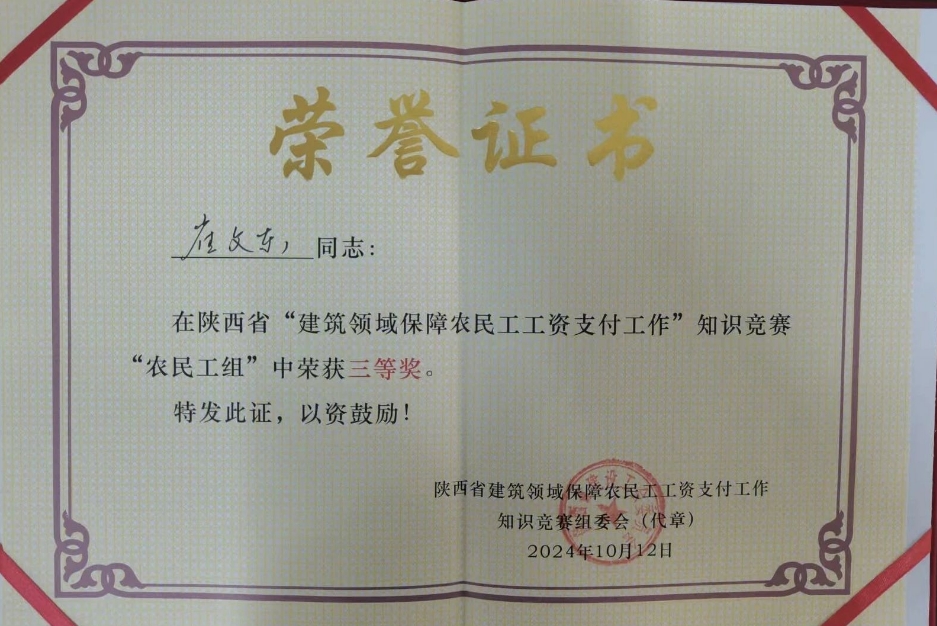 荣誉证书
崔文东 同志：
在陕西省“建筑领域保障农民工工资支付工作”知识竞赛
“农民工组”中荣获三等奖。
特发此证，以资鼓励！
陕西省建筑领域保障农民工工资支付工作
知识竞赛组委会（代章）
2024年10月12日